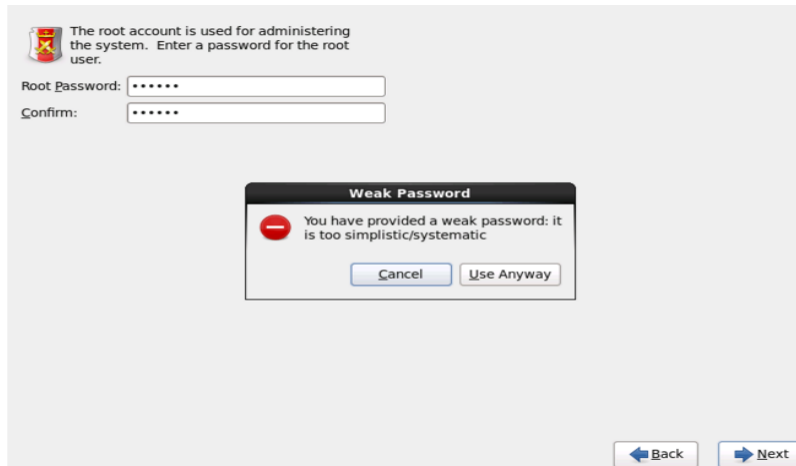 The root account is used for administering
the system.  Enter a password for the root
user.
Root Password: ••••••
Confirm: ••••••
Weak Password
You have provided a weak password: it
is too simplistic/systematic
Cancel Use Anyway
Back Next